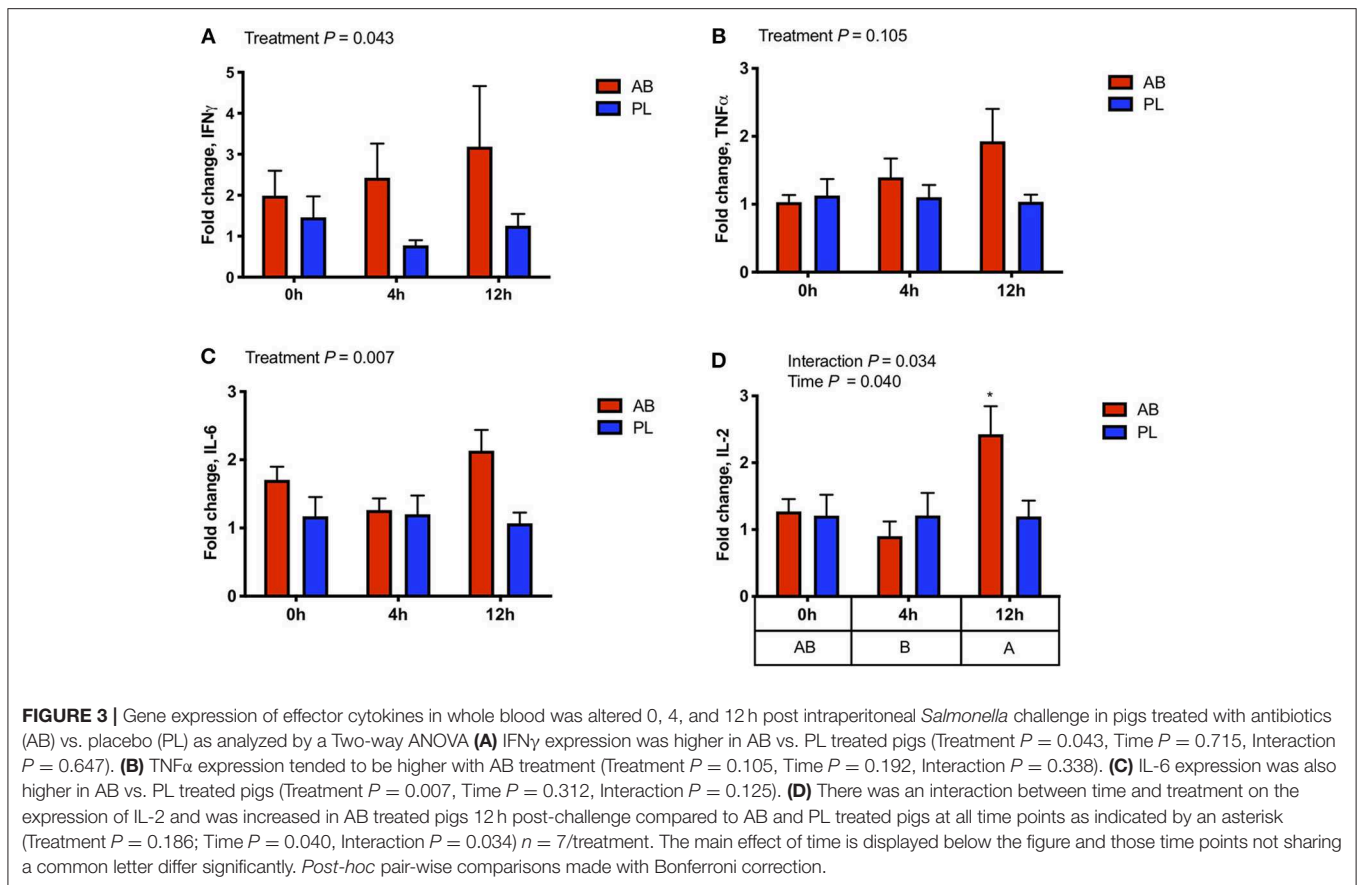 A Treatment P = 0.043
Fold change, IFNγ
5
4
3
2
1
0
0h 4h 12h
AB
PL
B Treatment P = 0.105
Fold change, TNFα
3
2
1
0
0h 4h 12h
AB
PL
C Treatment P = 0.007
Fold change, IL-6
3
2
1
0
0h 4h 12h
AB
PL
D Interaction P = 0.034
Time P = 0.040
Fold change, IL-2
3
2
1
0
*
0h 4h 12h
AB B A
AB
PL
FIGURE 3 | Gene expression of effector cytokines in whole blood was altered 0, 4, and 12 h post intraperitoneal Salmonella challenge in pigs treated with antibiotics
(AB) vs. placebo (PL) as analyzed by a Two-way ANOVA (A) IFNγ expression was higher in AB vs. PL treated pigs (Treatment P = 0.043, Time P = 0.715, Interaction
P = 0.647). (B) TNFα expression tended to be higher with AB treatment (Treatment P = 0.105, Time P = 0.192, Interaction P = 0.338). (C) IL-6 expression was also
higher in AB vs. PL treated pigs (Treatment P = 0.007, Time P = 0.312, Interaction P = 0.125). (D) There was an interaction between time and treatment on the
expression of IL-2 and was increased in AB treated pigs 12 h post-challenge compared to AB and PL treated pigs at all time points as indicated by an asterisk
(Treatment P = 0.186; Time P = 0.040, Interaction P = 0.034) n = 7/treatment. The main effect of time is displayed below the figure and those time points not sharing
a common letter differ significantly. Post-hoc pair-wise comparisons made with Bonferroni correction.